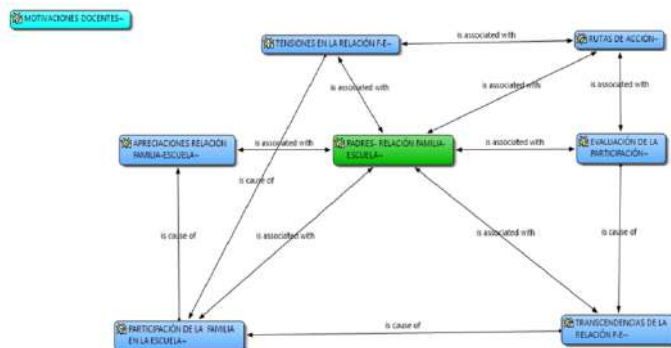 MOTIVACIONES DOCENTES~
TENSIONES EN LA RELACIÓN F-E~
is associated with
RUTAS DE ACCIÓN~
is associated with
is associated with
is associated with
APRECIACIONES RELACIÓN
FAMILIA-ESCUELA~
is associated with
PADRES- RELACIÓN FAMILIA-
ESCUELA~
is associated with
EVALUACIÓN DE LA
PARTICIPACIÓN~
is cause of
is cause of
is associated with
is associated with
is cause of
PARTICIPACIÓN DE LA FAMILIA
EN LA ESCUELA~
is cause of
TRANSCENDENCIAS DE LA
RELACIÓN F-E~